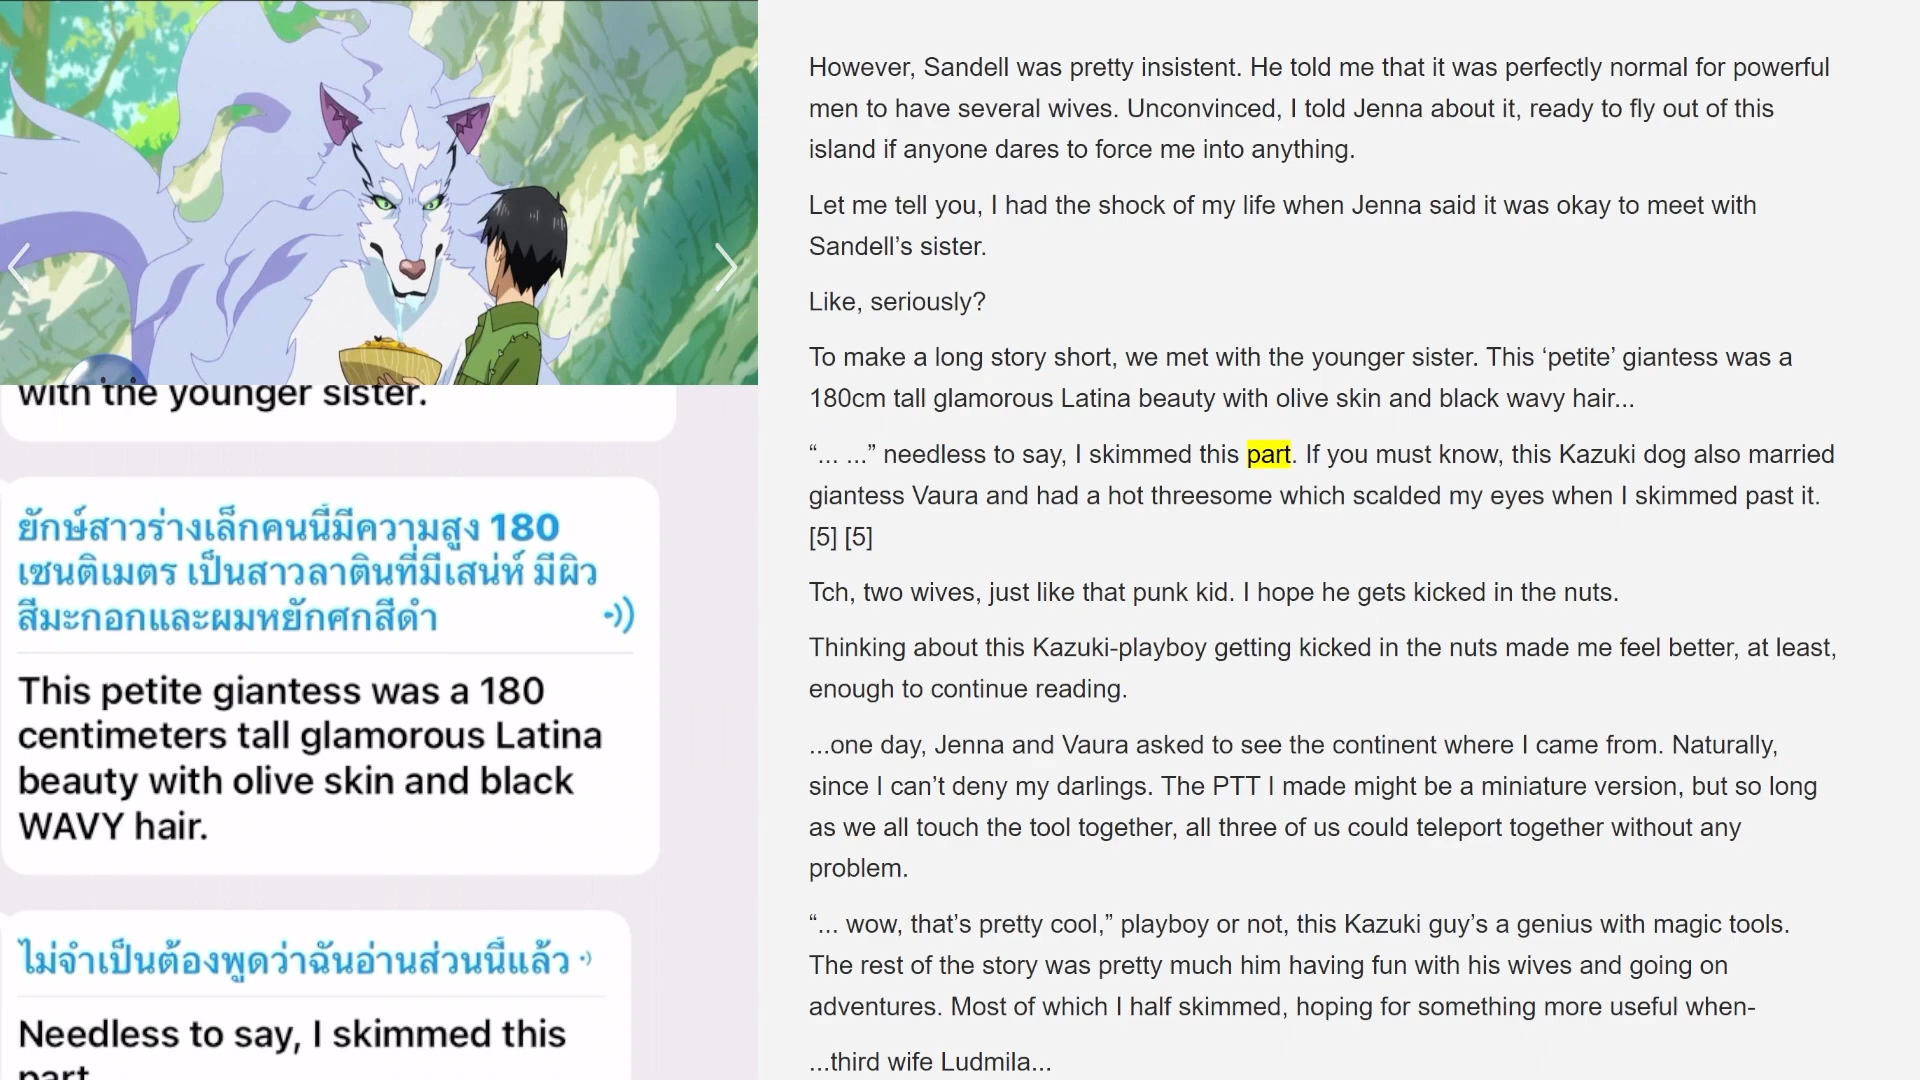 with the younger sister.
ยักษ์สาวร่างเล็กคนนี้มีความสูง 180
เซนติเมตร เป็นสาวลาตินที่มีเสน่ห์ มีผิว
สีมะกอกและผมหยักศกสีดำ
This petite giantess was a 180
centimeters tall glamorous Latina
beauty with olive skin and black
WAVY hair.
ไม่จำเป็นต้องพูดว่าฉันอ่านส่วนนี้แล้ว
Needless to say, I skimmed this
part
However, Sandell was pretty insistent. He told me that it was perfectly normal for powerful
men to have several wives. Unconvinced, I told Jenna about it, ready to fly out of this
island if anyone dares to force me into anything.
Let me tell you, I had the shock of my life when Jenna said it was okay to meet with
Sandell’s sister.
Like, seriously?
To make a long story short, we met with the younger sister. This ‘petite’ giantess was a
180cm tall glamorous Latina beauty with olive skin and black wavy hair...
“... ...” needless to say, I skimmed this part. If you must know, this Kazuki dog also married
giantess Vaura and had a hot threesome which scalded my eyes when I skimmed past it.
[5] [5]
Tch, two wives, just like that punk kid. I hope he gets kicked in the nuts.
Thinking about this Kazuki-playboy getting kicked in the nuts made me feel better, at least,
enough to continue reading.
...one day, Jenna and Vaura asked to see the continent where I came from. Naturally,
since I can’t deny my darlings. The PTT I made might be a miniature version, but so long
as we all touch the tool together, all three of us could teleport together without any
problem.
“... wow, that’s pretty cool,” playboy or not, this Kazuki guy’s a genius with magic tools.
The rest of the story was pretty much him having fun with his wives and going on
adventures. Most of which I half skimmed, hoping for something more useful when-
...third wife Ludmila...